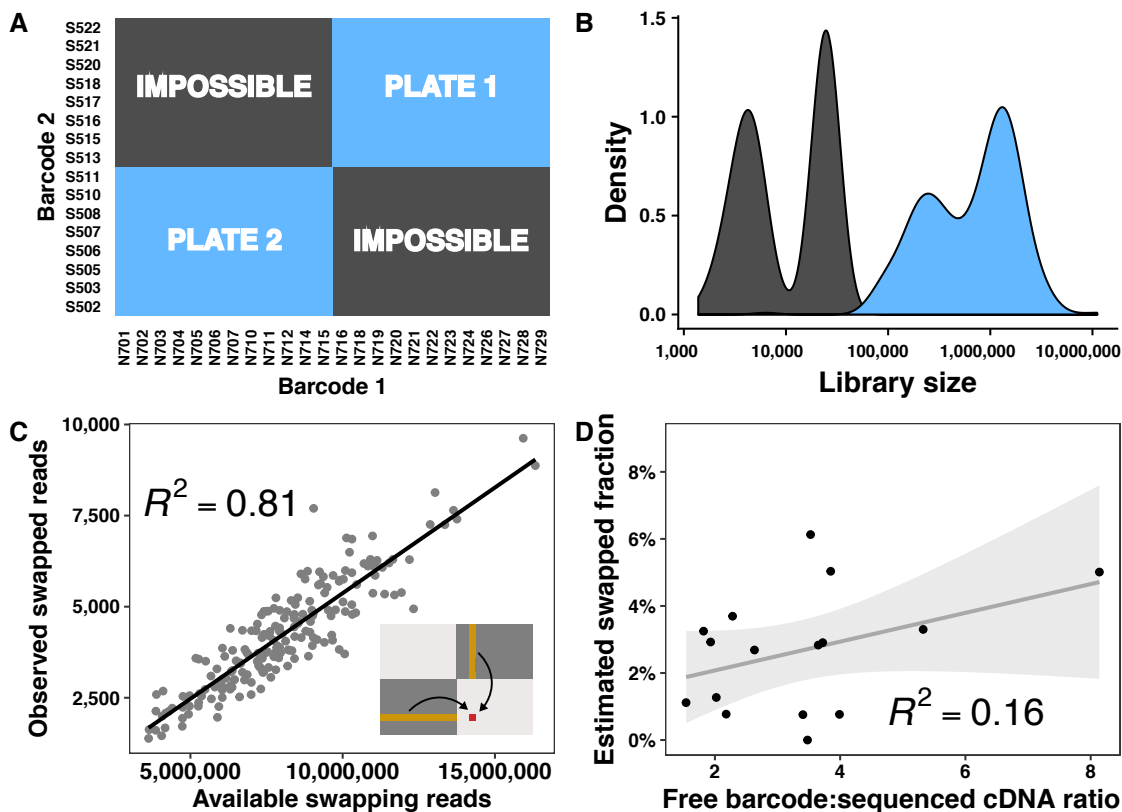 A
S522
S521
S520
S518
S517
S516
S515
S513
S511
S510
S508
S507
S506
S505
S503
S502
Barcode 2
IMPOSSIBLE
PLATE 1
PLATE 2
IMPOSSIBLE
N701 N702 N703 N704 N705 N706 N707 N710 N711 N712 N714 N715 N716 N718 N719 N720 N721 N722 N723 N724 N726 N727 N728 N729
Barcode 1
B
1.5
1.0
0.5
0.0
Density
1,000 10,000 100,000 1,000,000 10,000,000
Library size
C
10,000
7,500
5,000
2,500
Observed swapped reads
R² = 0.81
5,000,000 10,000,000 15,000,000
Available swapping reads
D
8%
6%
4%
2%
0%
Estimated swapped fraction
R² = 0.16
2 4 6 8
Free barcode:sequenced cDNA ratio